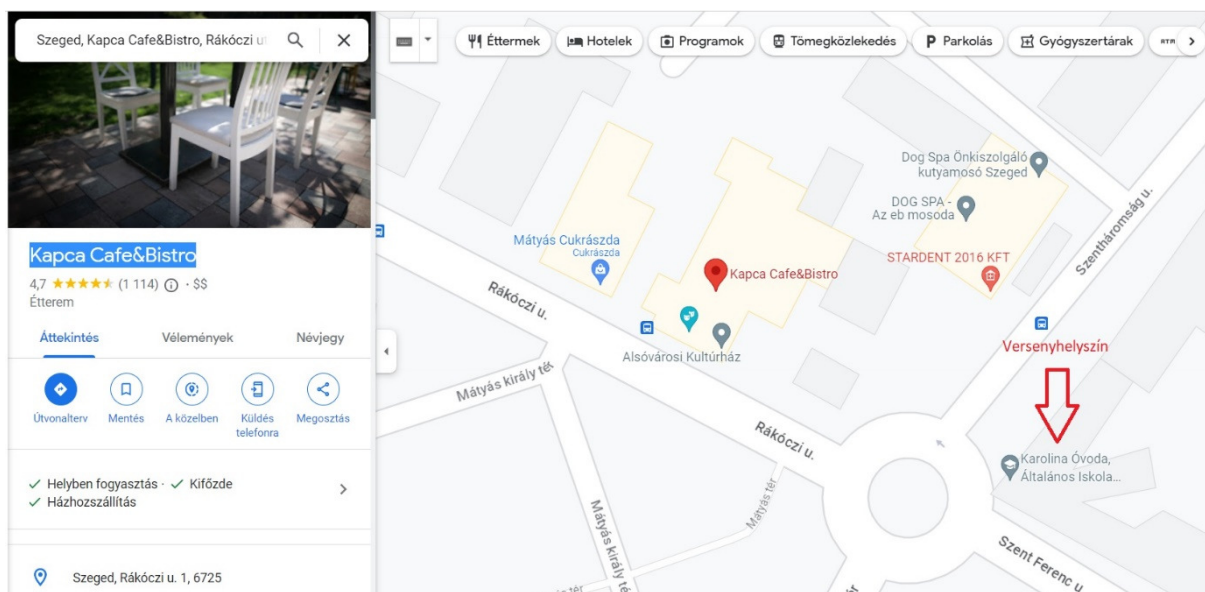 Szeged, Kapca Cafe&Bistro, Rákóczi u
Kapca Cafe&Bistro
4,7 (1 114) · $$
Étterem
Áttekintés Vélemények Névjegy
Útvonalterv Mentés A közelben Küldés telefonra Megosztás
Helyben fogyasztás · Kifőzde
Házhozszállítás
Szeged, Rákóczi u. 1, 6725
Éttermek Hotelek Programok Tömegközlekedés Parkolás Gyógyszertárak ATM
Dog Spa Önkiszolgáló
kutyamosó Szeged
DOG SPA -
Az eb mosoda
Szentháromság u.
Mátyás Cukrászda
Cukrászda
STARDENT 2016 KFT
Kapca Cafe&Bistro
Rákóczi u.
Alsóvárosi Kultúrház
Versenyhelyszín
Mátyás király tér
Rákóczi u.
Karolina Óvoda,
Általános Iskola...
Mátyás tér
Mátyás király tér
Szent Ferenc u